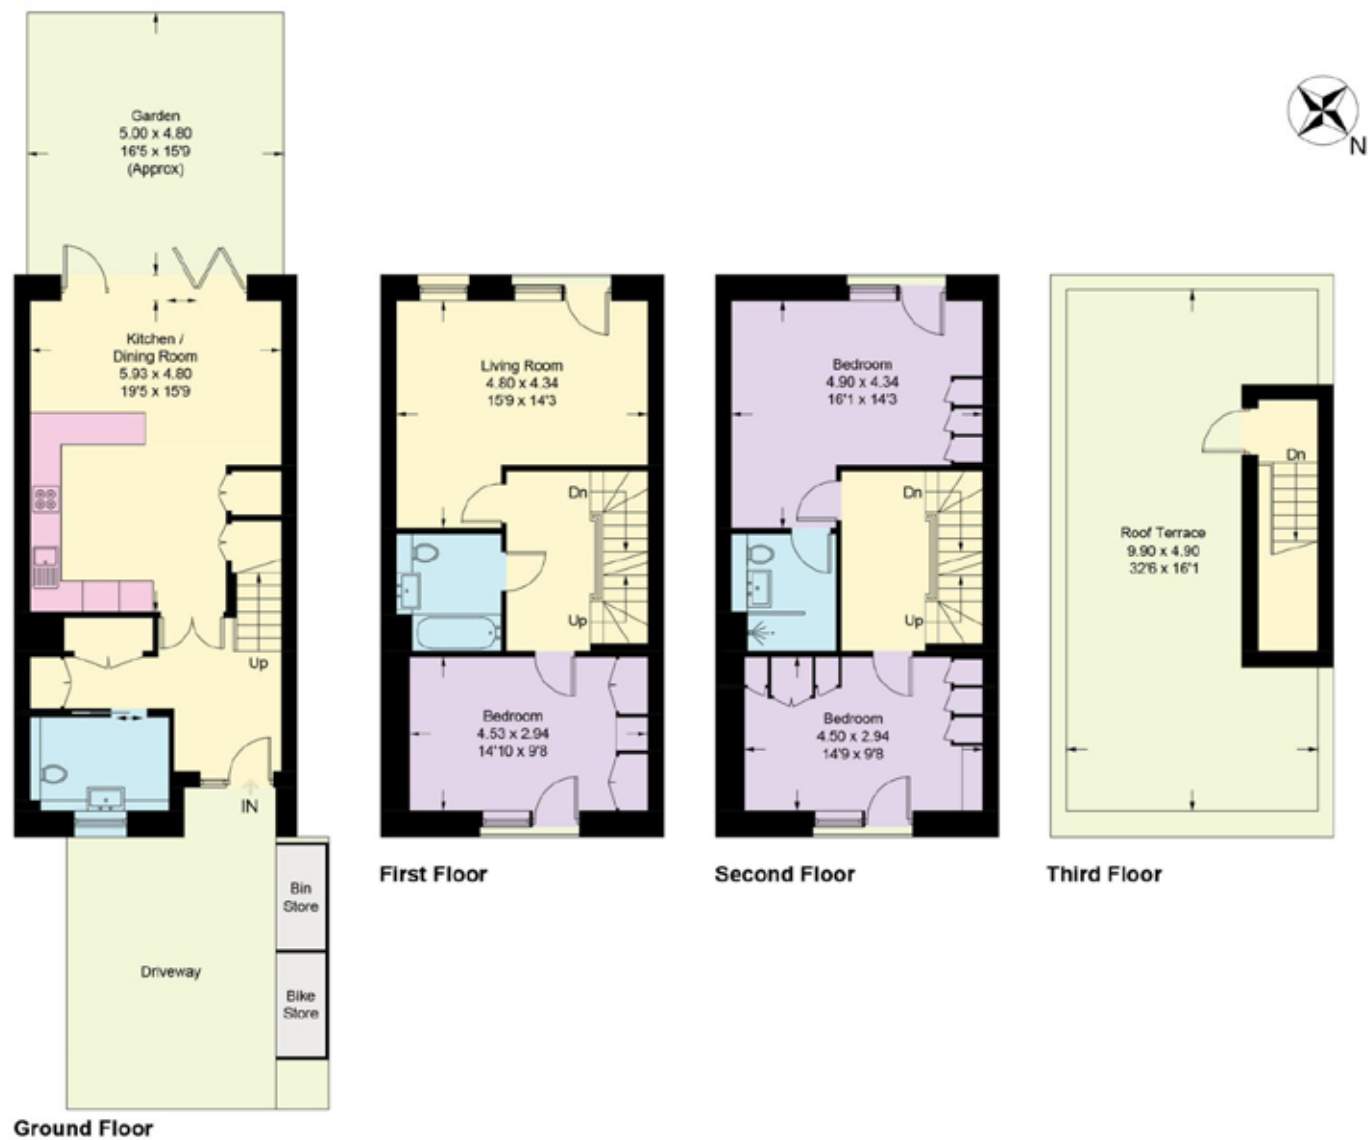 Garden
5.00 x 4.80
16'5 x 15'9
(Approx)
N
Kitchen /
Dining Room
5.93 x 4.80
19'5 x 15'9
Up
IN
Bin
Store
Driveway
Bike
Store
Ground Floor
Living Room
4.80 x 4.34
15'9 x 14'3
Dn
Up
Bedroom
4.53 x 2.94
14'10 x 9'8
First Floor
Bedroom
4.90 x 4.34
16'1 x 14'3
Dn
Up
Bedroom
4.50 x 2.94
14'9 x 9'8
Second Floor
Dn
Roof Terrace
9.90 x 4.90
32'6 x 16'1
Third Floor